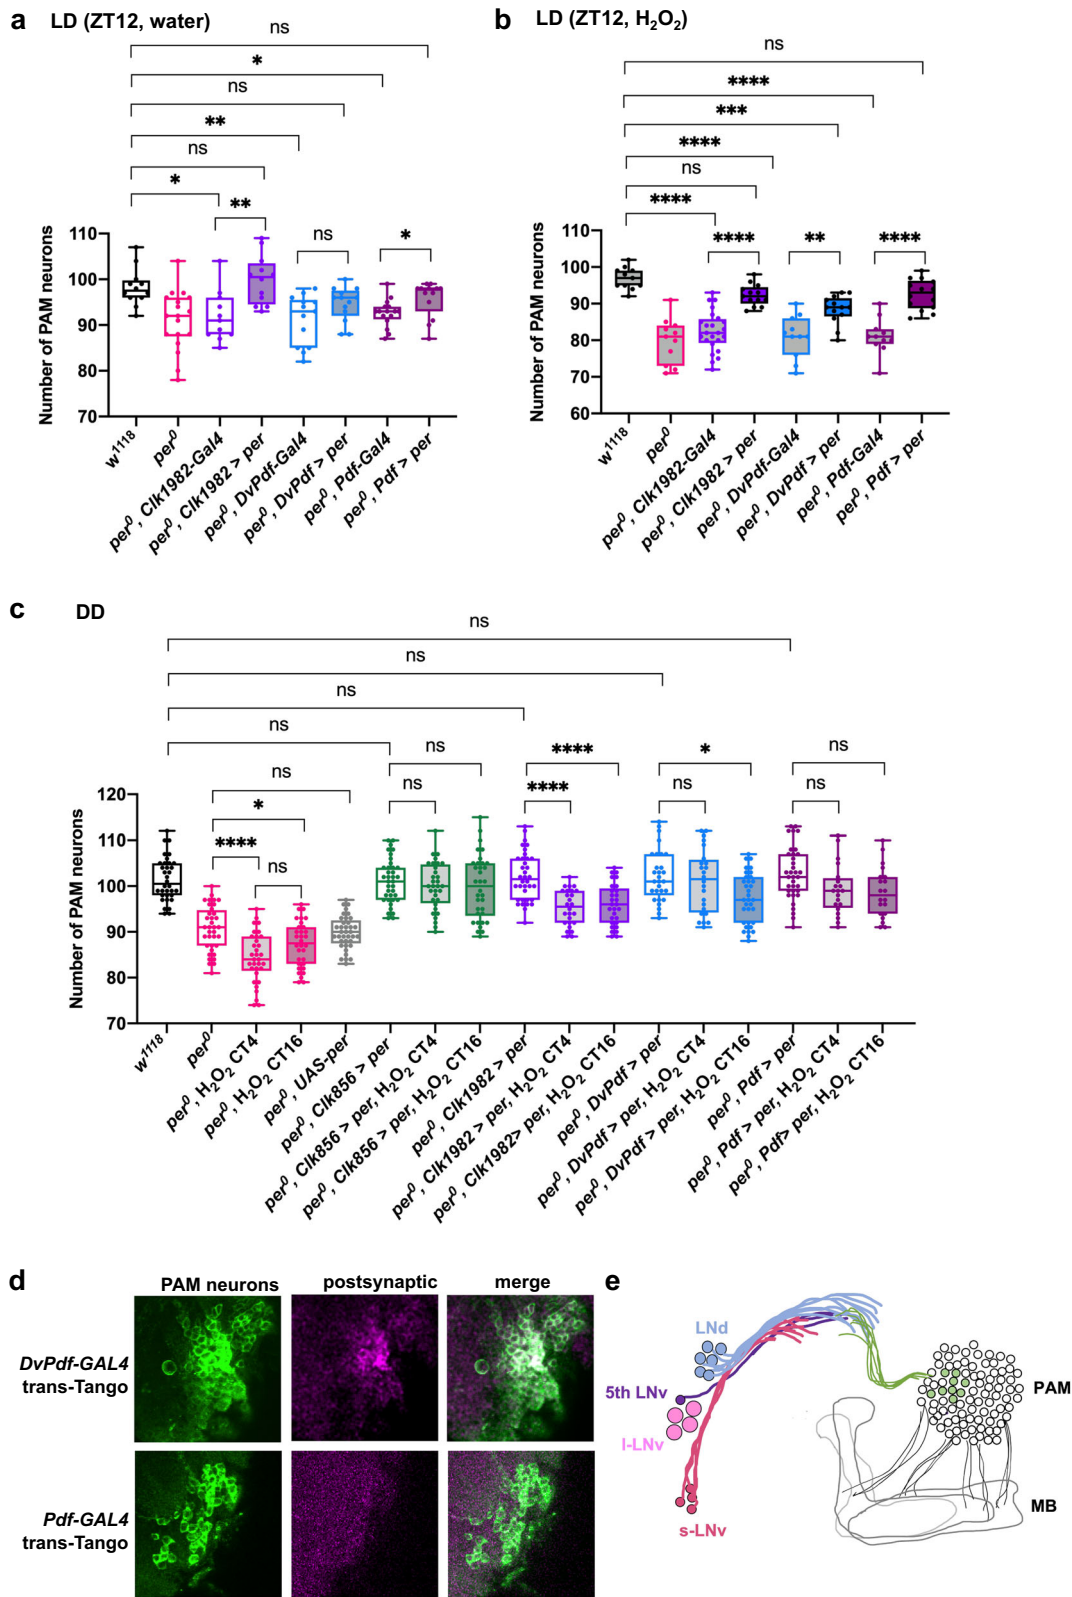 a LD (ZT12, water)
ns
*
ns
**
ns
*
**
ns
*
Number of PAM neurons
110
100
90
80
70
w1118
per0
per0, Clk1982-Gal4
per0, Clk1982 > per
per0, DvPdf-Gal4
per0, DvPdf > per
per0, Pdf-Gal4
per0, Pdf > per
b LD (ZT12, H2O2)
ns
****
***
****
ns
****
****
**
****
Number of PAM neurons
110
100
90
80
70
60
w1118
per0
per0, Clk1982-Gal4
per0, Clk1982 > per
per0, DvPdf-Gal4
per0, DvPdf > per
per0, Pdf-Gal4
per0, Pdf > per
c DD
ns
ns
ns
ns
ns
*
****
ns
ns
ns
****
****
*
ns
ns
ns
Number of PAM neurons
120
110
100
90
80
70
w1118
per0
per0, H2O2 CT4
per0, H2O2 CT16
per0, UAS-per
per0, Clk856 > per
per0, Clk856 > per, H2O2 CT4
per0, Clk856 > per, H2O2 CT16
per0, Clk1982 > per
per0, Clk1982 > per, H2O2 CT4
per0, Clk1982> per, H2O2 CT16
per0, DvPdf > per
per0, DvPdf > per, H2O2 CT4
per0, DvPdf > per, H2O2 CT16
per0, Pdf > per
per0, Pdf > per, H2O2 CT4
per0, Pdf> per, H2O2 CT16
d
PAM neurons postsynaptic merge
DvPdf-GAL4
trans-Tango
Pdf-GAL4
trans-Tango
e
LNd
5th LNv
l-LNv
s-LNv
PAM
MB